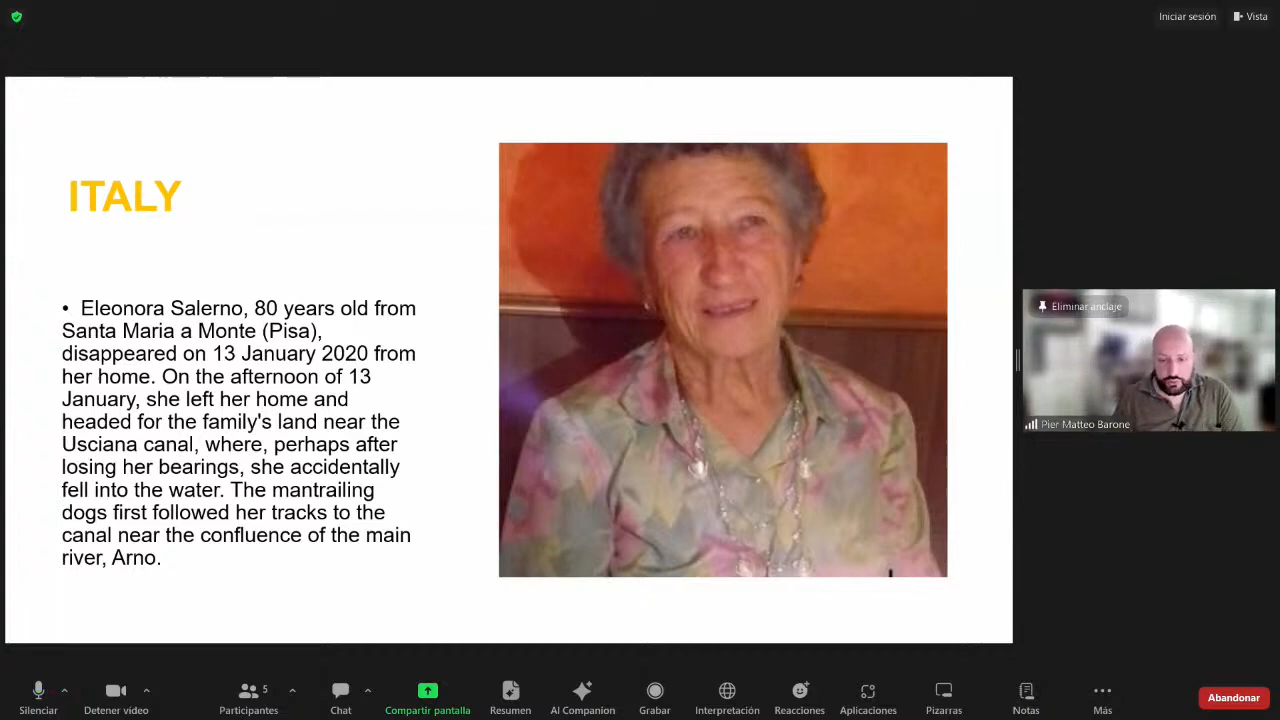 Iniciar sesión
Vista
ITALY
• Eleonora Salerno, 80 years old from
Santa Maria a Monte (Pisa),
disappeared on 13 January 2020 from
her home. On the afternoon of 13
January, she left her home and
headed for the family's land near the
Usciana canal, where, perhaps after
losing her bearings, she accidentally
fell into the water. The mantrailing
dogs first followed her tracks to the
canal near the confluence of the main
river, Arno.
Eliminar anclaje
Pier Matteo Barone
Silenciar
Detener video
5
Participantes
Chat
Compartir pantalla
Resumen
AI Companion
Grabar
Interpretación
Reacciones
Aplicaciones
Pizarras
Notas
Más
Abandonar